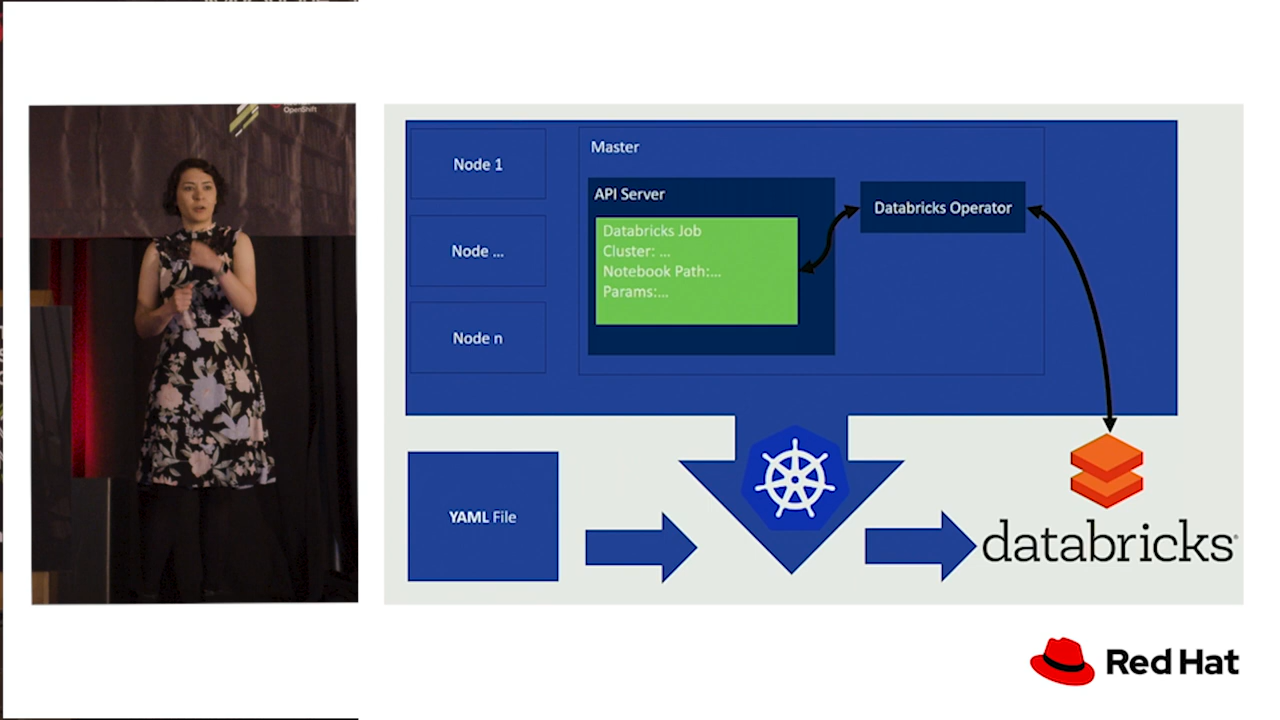 OpenShift
Node 1
Node ...
Node n
Master
API Server
Databricks Job
Cluster: ...
Notebook Path:...
Params:...
Databricks Operator
YAML File
databricks
Red Hat